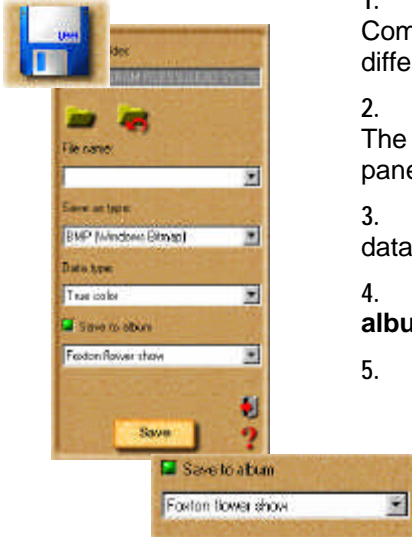 1.
Com
diffe
2.
The
pane
3.
data
4.
albu
5.
File name:
Save as type:
BMP (Windows Bitmap)
Data type:
True color
Save to album
Foxton flower show
Save
?
Save to album
Foxton flower show